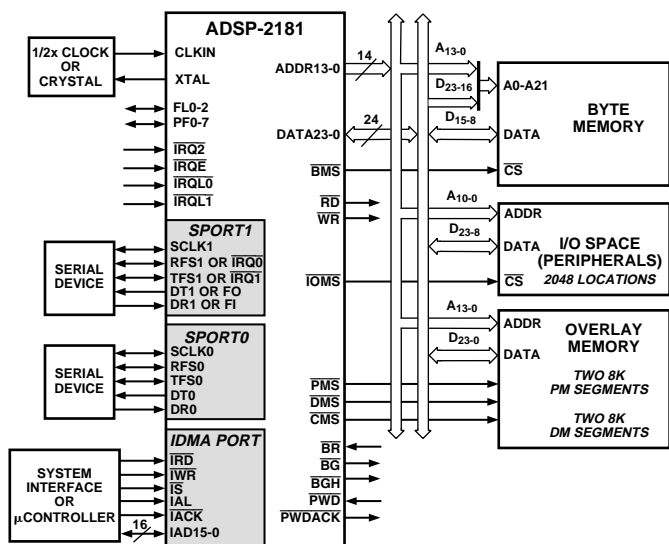 ADSP-2181
1/2x CLOCK
OR
CRYSTAL
CLKIN
XTAL
FL0-2
PF0-7
IRQ2
IRQE
IRQL0
IRQL1
SPORT1
SCLK1
RFS1 OR IRQ0
TFS1 OR IRQ1
DT1 OR FO
DR1 OR FI
SERIAL
DEVICE
SPORT0
SCLK0
RFS0
TFS0
DT0
DR0
SERIAL
DEVICE
IDMA PORT
IRD
IWR
IS
IAL
IACK
IAD15-0
16
SYSTEM
INTERFACE
OR
µCONTROLLER
ADDR13-0
14
DATA23-0
24
BMS
RD
WR
IOMS
PMS
DMS
CMS
BR
BG
BGH
PWD
PWDACK
A13-0
D23-16
D15-8
A0-A21
BYTE
MEMORY
DATA
CS
A10-0
D23-8
ADDR
I/O SPACE
(PERIPHERALS)
2048 LOCATIONS
DATA
CS
A13-0
D23-0
ADDR
OVERLAY
MEMORY
DATA
TWO 8K
PM SEGMENTS
TWO 8K
DM SEGMENTS